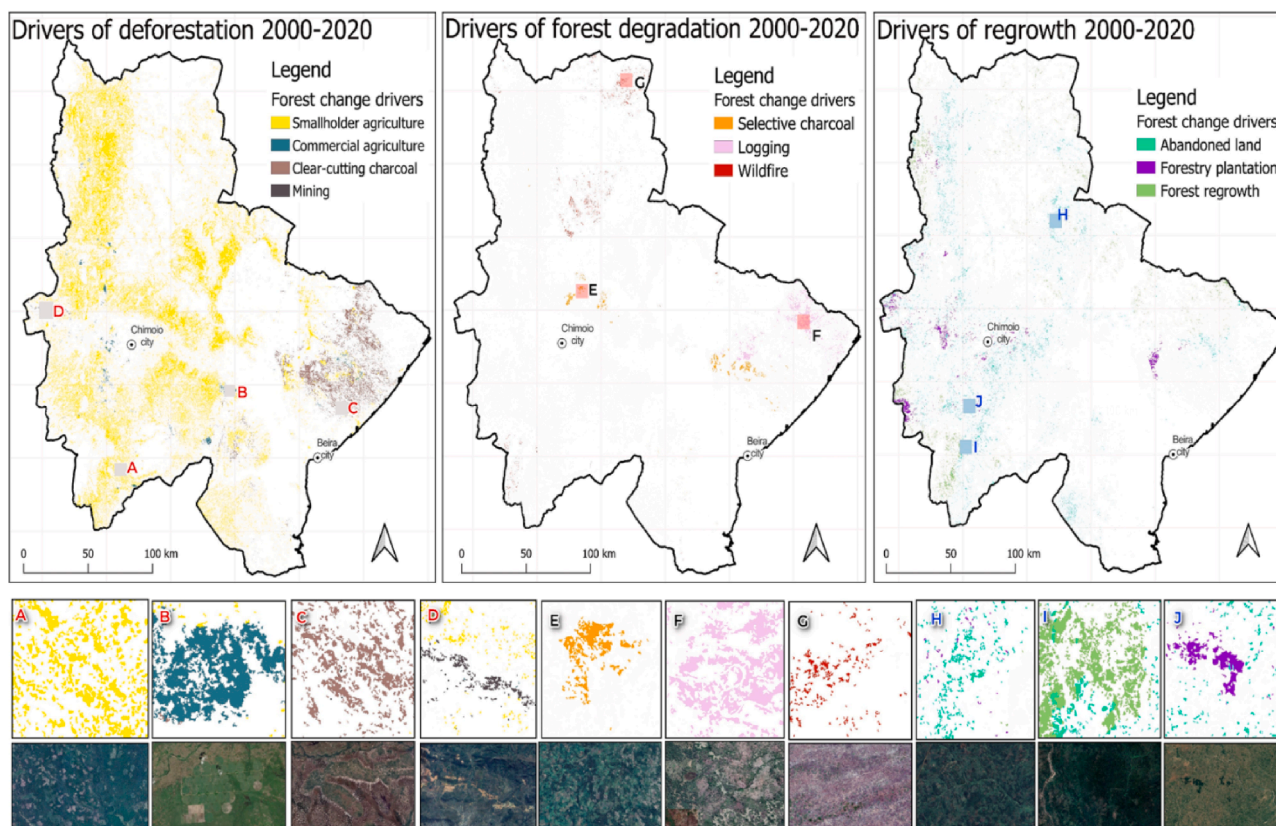 Drivers of deforestation 2000-2020
Legend
Forest change drivers
Smallholder agriculture
Commercial agriculture
Clear-cutting charcoal
Mining
D
Chimoio
city
B
C
Beira
city
A
0 50 100 km
Drivers of forest degradation 2000-2020
Legend
Forest change drivers
Selective charcoal
Logging
Wildfire
G
E
Chimoio
city
F
Beira
city
0 50 100 km
Drivers of regrowth 2000-2020
Legend
Forest change drivers
Abandoned land
Forestry plantation
Forest regrowth
H
Chimoio
city
J
I
Beira
city
0 50 100 km
A B C D E F G H I J